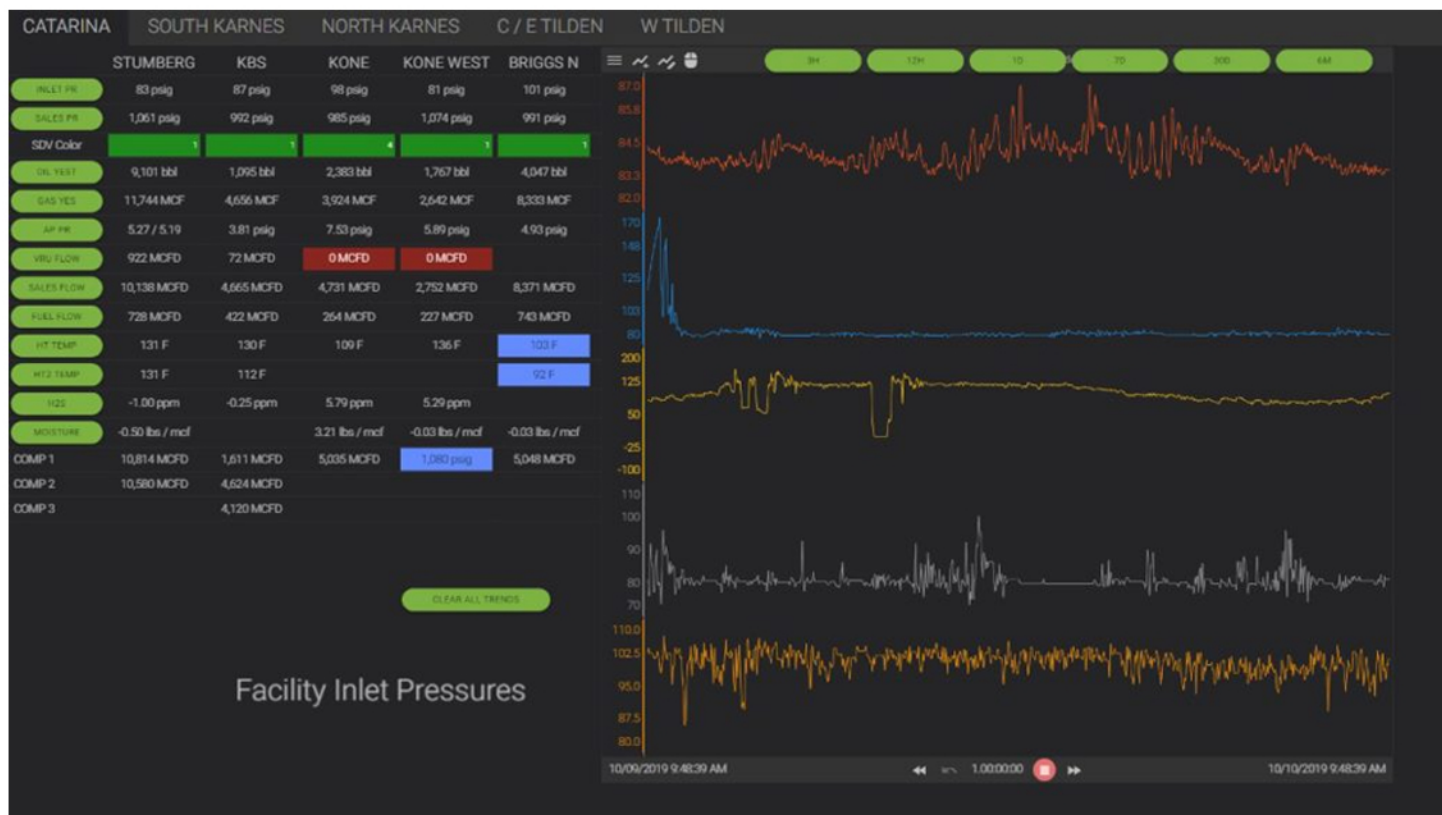 CATARINA SOUTH KARNES NORTH KARNES C / E TILDEN W TILDEN
STUMBERG KBS KONE KONE WEST BRIGGS N
INLET PR 83 psig 87 psig 98 psig 81 psig 101 psig
SALES PR 1,061 psig 992 psig 985 psig 1,074 psig 991 psig
SDV Color 1 1 4 1 1
OIL YEST 9,101 bbl 1,095 bbl 2,383 bbl 1,767 bbl 4,047 bbl
GAS YES 11,744 MCF 4,656 MCF 3,924 MCF 2,642 MCF 8,333 MCF
AP PR 5.27 / 5.19 3.81 psig 7.53 psig 5.89 psig 4.93 psig
VRU FLOW 922 MCFD 72 MCFD 0 MCFD 0 MCFD
SALES FLOW 10,138 MCFD 4,665 MCFD 4,731 MCFD 2,752 MCFD 8,371 MCFD
FUEL FLOW 728 MCFD 422 MCFD 264 MCFD 227 MCFD 743 MCFD
HT TEMP 131 F 130 F 109 F 136 F 103 F
HT2 TEMP 131 F 112 F 92 F
H2S -1.00 ppm -0.25 ppm 5.79 ppm 5.29 ppm
MOISTURE -0.50 lbs / mcf 3.21 lbs / mcf -0.03 lbs / mcf -0.03 lbs / mcf
COMP 1 10,814 MCFD 1,611 MCFD 5,035 MCFD 1,080 psig 5,048 MCFD
COMP 2 10,580 MCFD 4,624 MCFD
COMP 3 4,120 MCFD
CLEAR ALL TRENDS
Facility Inlet Pressures
3H 12H 1D 7D 30D 6M
87.0
85.8
84.5
83.3
82.0
170
148
125
103
80
200
125
50
-25
-100
110
100
90
80
70
110.0
102.5
95.0
87.5
80.0
10/09/2019 9:48:39 AM 1.00:00:00 10/10/2019 9:48:39 AM